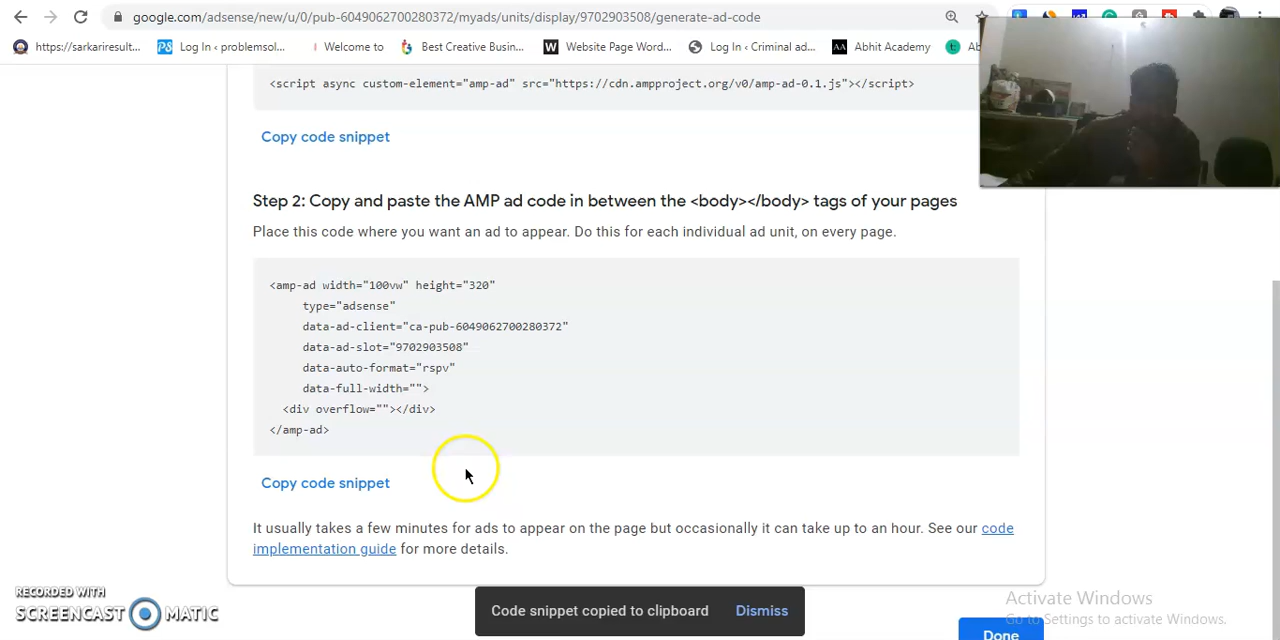 google.com/adsense/new/u/0/pub-6049062700280372/myads/units/display/9702903508/generate-ad-code
https://sarkariresult... Log In ‹ problemsol... Welcome to Best Creative Busin... Website Page Word... Log In ‹ Criminal ad... Abhit Academy Ab
<script async custom-element="amp-ad" src="https://cdn.ampproject.org/v0/amp-ad-0.1.js"></script>
Copy code snippet
Step 2: Copy and paste the AMP ad code in between the <body></body> tags of your pages
Place this code where you want an ad to appear. Do this for each individual ad unit, on every page.
<amp-ad width="100vw" height="320"
type="adsense"
data-ad-client="ca-pub-6049062700280372"
data-ad-slot="9702903508"
data-auto-format="rspv"
data-full-width="">
<div overflow=""></div>
</amp-ad>
Copy code snippet
It usually takes a few minutes for ads to appear on the page but occasionally it can take up to an hour. See our code
implementation guide for more details.
RECORDED WITH
SCREENCAST MATIC
Code snippet copied to clipboard Dismiss
Activate Windows
Go to Settings to activate Windows.
Done